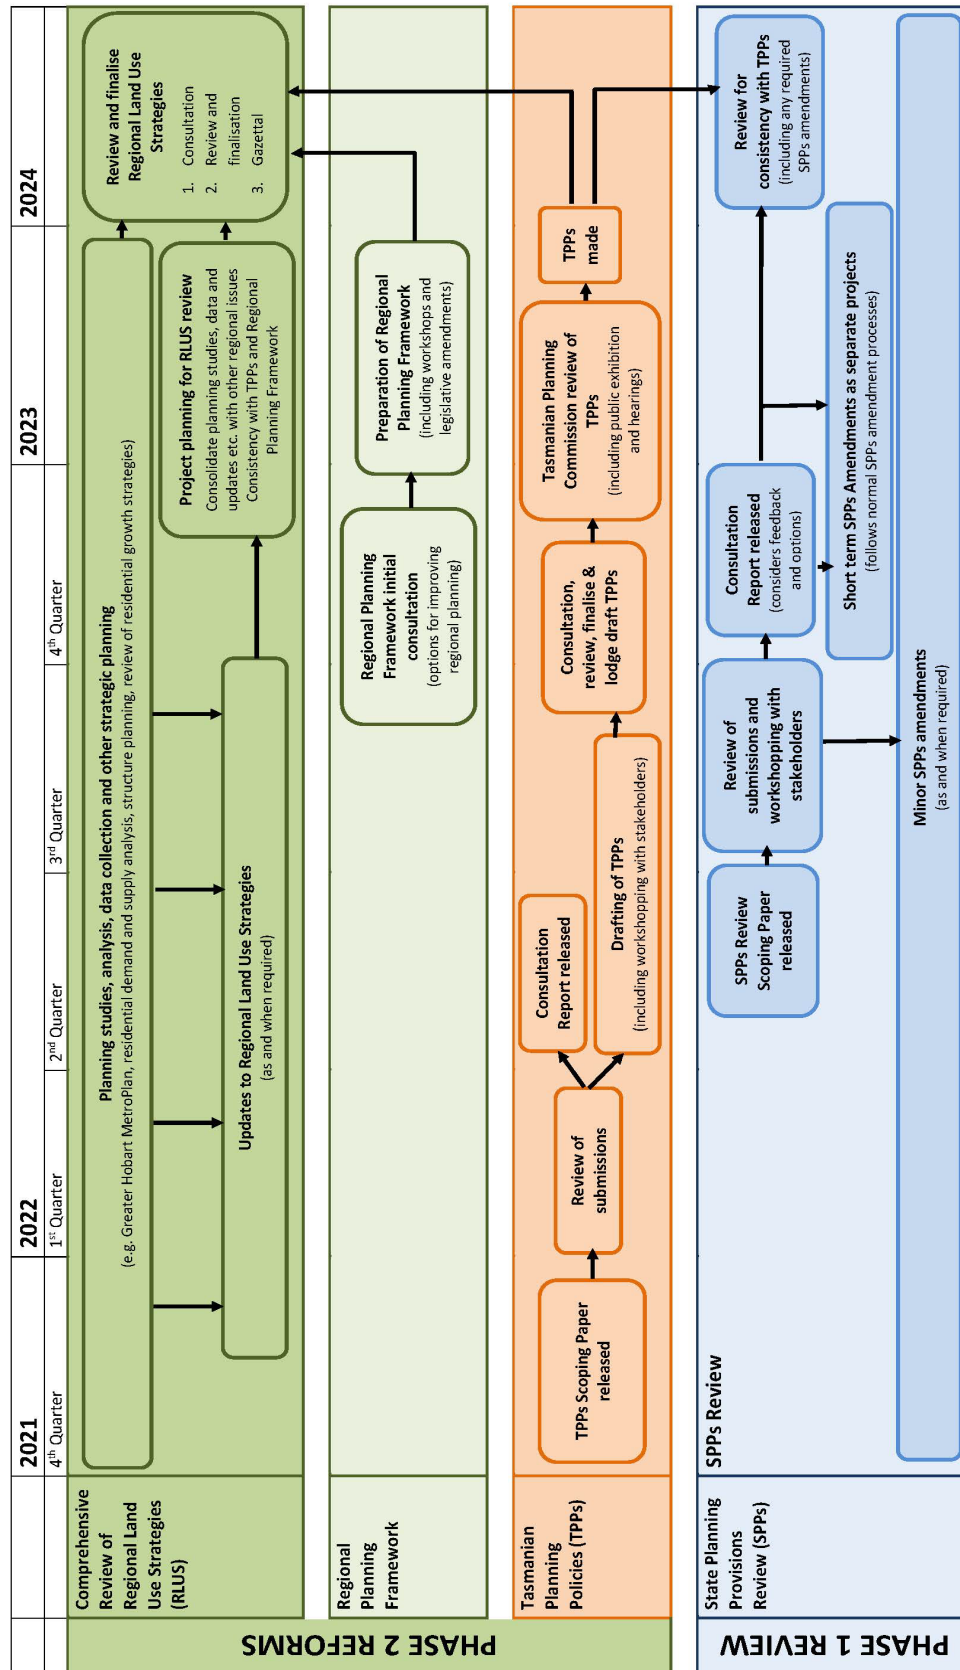 2021
2022
2023
2024
4th Quarter
1st Quarter
2nd Quarter
3rd Quarter
4th Quarter
PHASE 2 REFORMS
Comprehensive
Review of
Regional Land
Use Strategies
(RLUS)
Planning studies, analysis, data collection and other strategic planning
(e.g. Greater Hobart MetroPlan, residential demand and supply analysis, structure planning, review of residential growth strategies)
Updates to Regional Land Use Strategies
(as and when required)
Project planning for RLUS review
Consolidate planning studies, data and
updates etc. with other regional issues
Consistency with TPPs and Regional
Planning Framework
Review and finalise
Regional Land Use
Strategies
1. Consultation
2. Review and
finalisation
3. Gazettal
Regional
Planning
Framework
Regional Planning
Framework initial
consultation
(options for improving
regional planning)
Preparation of Regional
Planning Framework
(including workshops and
legislative amendments)
Tasmanian
Planning
Policies (TPPs)
TPPs Scoping Paper
released
Review of
submissions
Consultation
Report released
Drafting of TPPs
(including workshopping with stakeholders)
Consultation,
review, finalise &
lodge draft TPPs
Tasmanian Planning
Commission review of
TPPs
(including public exhibition
and hearings)
TPPs
made
PHASE 1 REVIEW
State Planning
Provisions
Review (SPPs)
SPPs Review
SPPs Review
Scoping Paper
released
Review of
submissions and
workshopping with
stakeholders
Consultation
Report released
(considers feedback
and options)
Short term SPPs Amendments as separate projects
(follows normal SPPs amendment processes)
Review for
consistency with TPPs
(including any required
SPPs amendments)
Minor SPPs amendments
(as and when required)